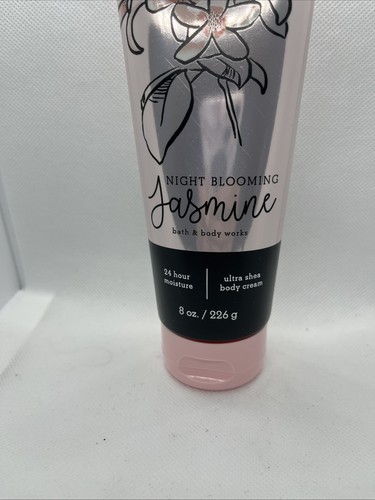 NIGHT BLOOMING
Jasmine
bath & body works
24 hour
moisture
ultra shea
body cream
8 oz. / 226 g